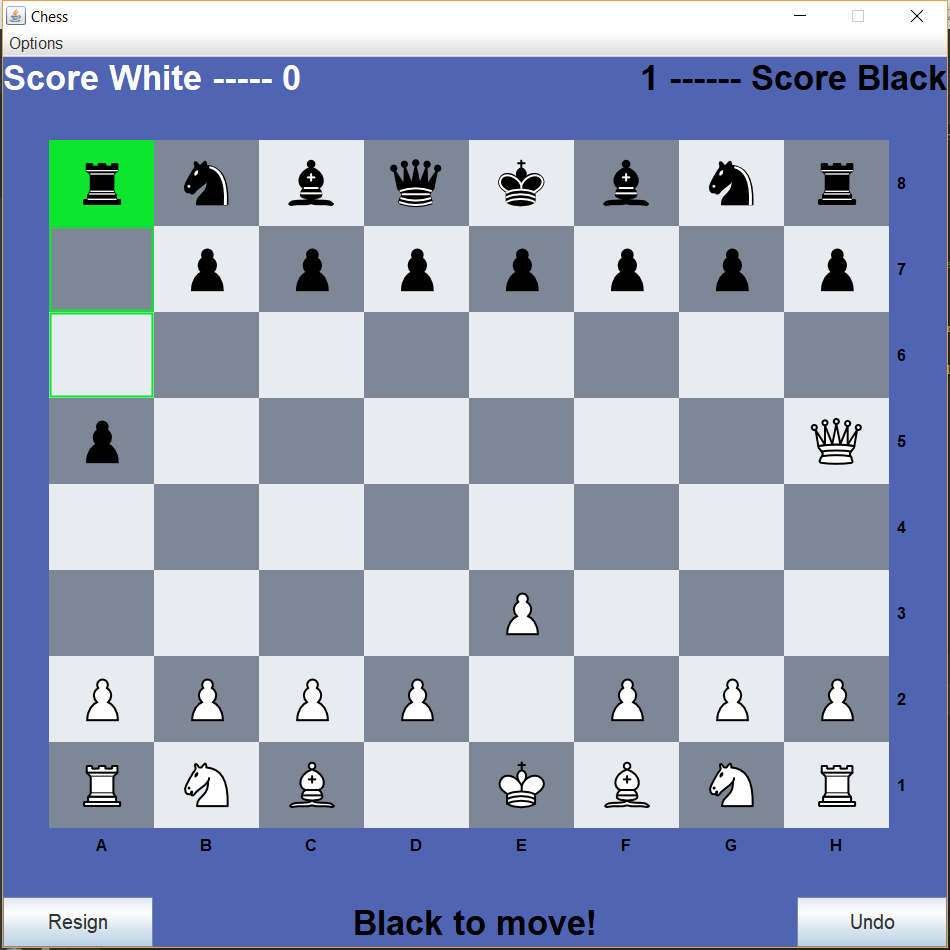 Chess
Options
Score White ----- 0
1 ------ Score Black
8
7
6
5
4
3
2
1
A B C D E F G H
Resign
Black to move!
Undo